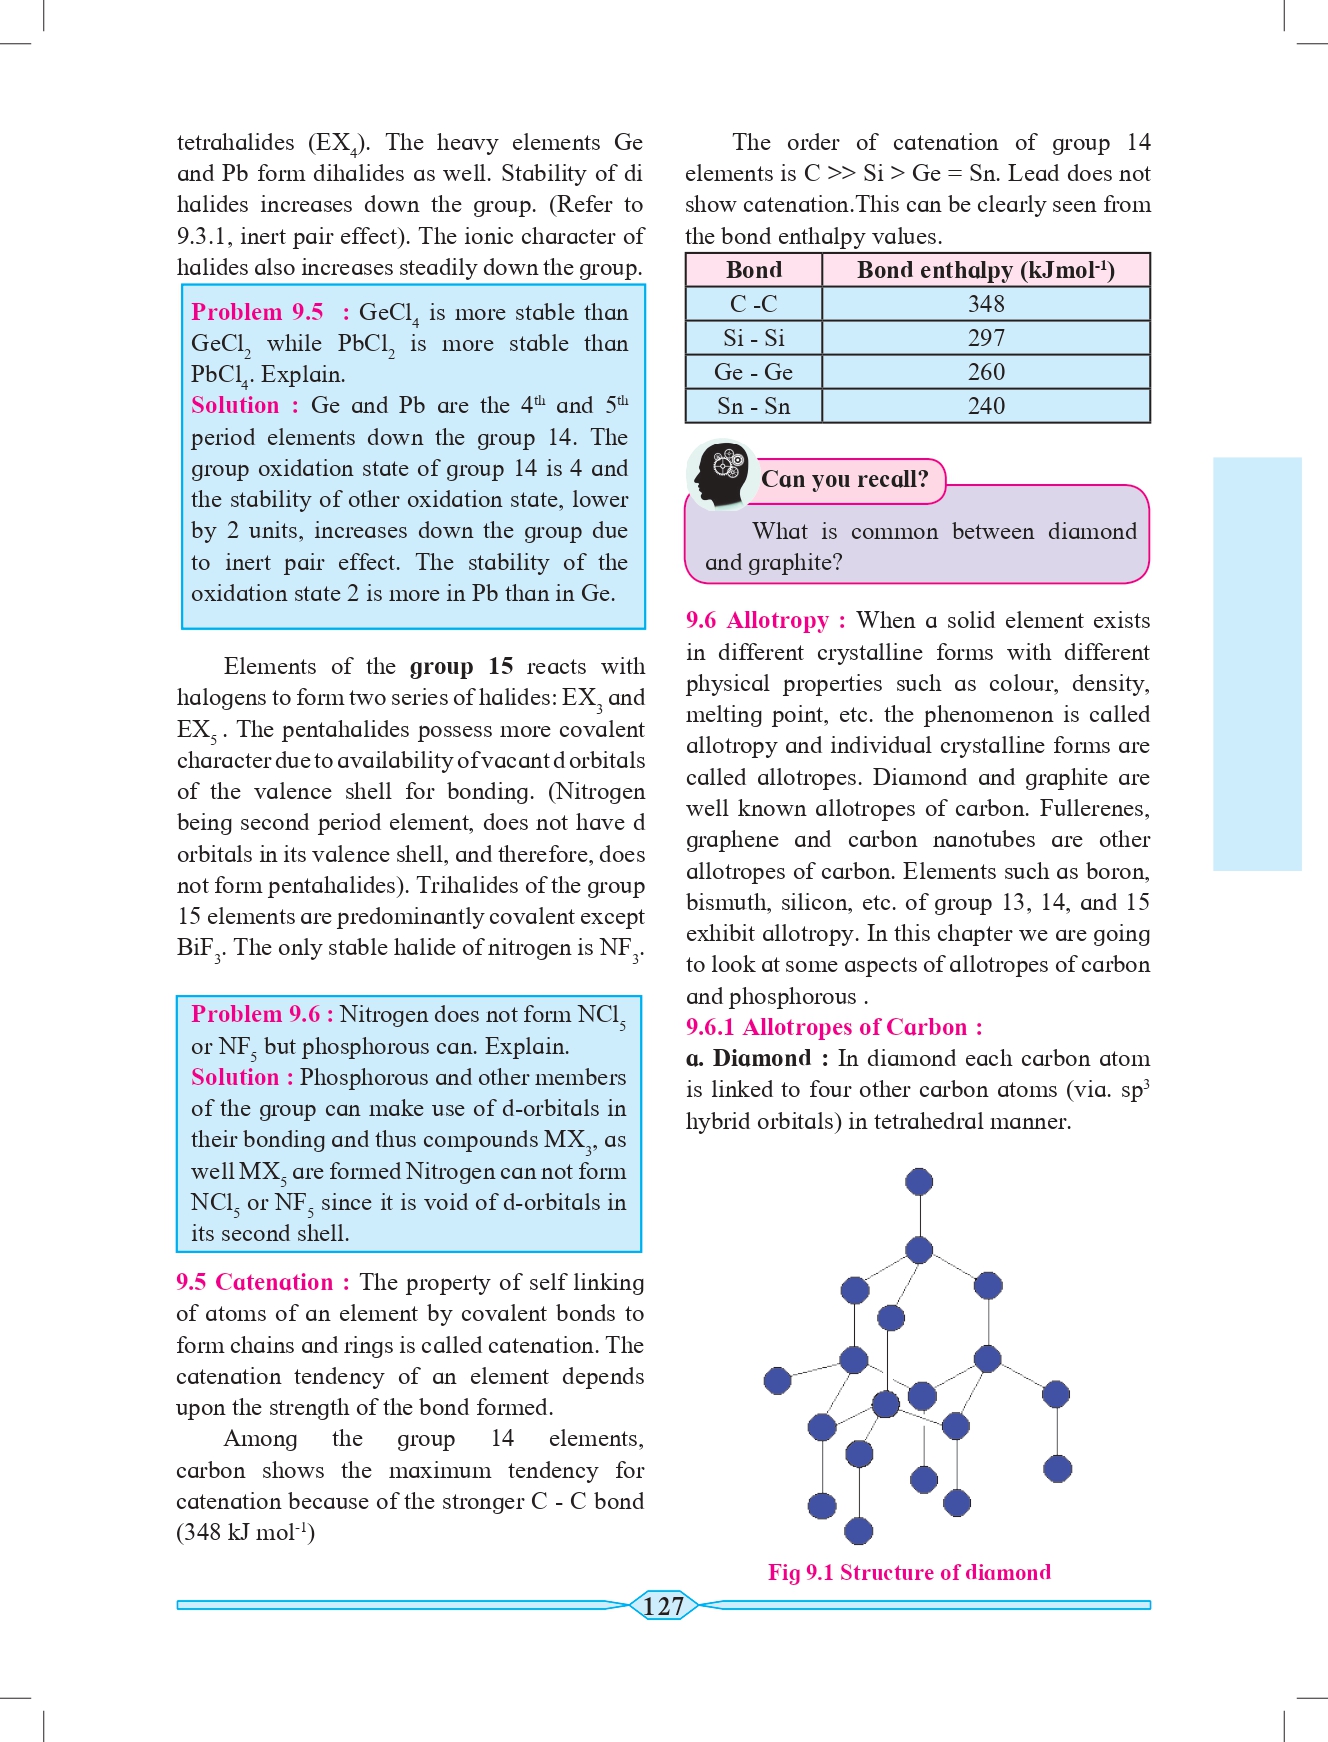 tetrahalides (EX₄). The heavy elements Ge
and Pb form dihalides as well. Stability of di
halides increases down the group. (Refer to
9.3.1, inert pair effect). The ionic character of
halides also increases steadily down the group.
Problem 9.5 : GeCl₄ is more stable than
GeCl₂ while PbCl₂ is more stable than
PbCl₄. Explain.
Solution : Ge and Pb are the 4ᵗʰ and 5ᵗʰ
period elements down the group 14. The
group oxidation state of group 14 is 4 and
the stability of other oxidation state, lower
by 2 units, increases down the group due
to inert pair effect. The stability of the
oxidation state 2 is more in Pb than in Ge.
Elements of the group 15 reacts with
halogens to form two series of halides: EX₃ and
EX₅ . The pentahalides possess more covalent
character due to availability of vacant d orbitals
of the valence shell for bonding. (Nitrogen
being second period element, does not have d
orbitals in its valence shell, and therefore, does
not form pentahalides). Trihalides of the group
15 elements are predominantly covalent except
BiF₃. The only stable halide of nitrogen is NF₃.
Problem 9.6 : Nitrogen does not form NCl₅
or NF₅ but phosphorous can. Explain.
Solution : Phosphorous and other members
of the group can make use of d-orbitals in
their bonding and thus compounds MX₃, as
well MX₅ are formed Nitrogen can not form
NCl₅ or NF₅ since it is void of d-orbitals in
its second shell.
9.5 Catenation : The property of self linking
of atoms of an element by covalent bonds to
form chains and rings is called catenation. The
catenation tendency of an element depends
upon the strength of the bond formed.
Among the group 14 elements,
carbon shows the maximum tendency for
catenation because of the stronger C - C bond
(348 kJ mol⁻¹)
The order of catenation of group 14
elements is C >> Si > Ge = Sn. Lead does not
show catenation.This can be clearly seen from
the bond enthalpy values.
Bond Bond enthalpy (kJmol⁻¹)
C -C 348
Si - Si 297
Ge - Ge 260
Sn - Sn 240
Can you recall?
What is common between diamond
and graphite?
9.6 Allotropy : When a solid element exists
in different crystalline forms with different
physical properties such as colour, density,
melting point, etc. the phenomenon is called
allotropy and individual crystalline forms are
called allotropes. Diamond and graphite are
well known allotropes of carbon. Fullerenes,
graphene and carbon nanotubes are other
allotropes of carbon. Elements such as boron,
bismuth, silicon, etc. of group 13, 14, and 15
exhibit allotropy. In this chapter we are going
to look at some aspects of allotropes of carbon
and phosphorous .
9.6.1 Allotropes of Carbon :
a. Diamond : In diamond each carbon atom
is linked to four other carbon atoms (via. sp³
hybrid orbitals) in tetrahedral manner.
Fig 9.1 Structure of diamond
127